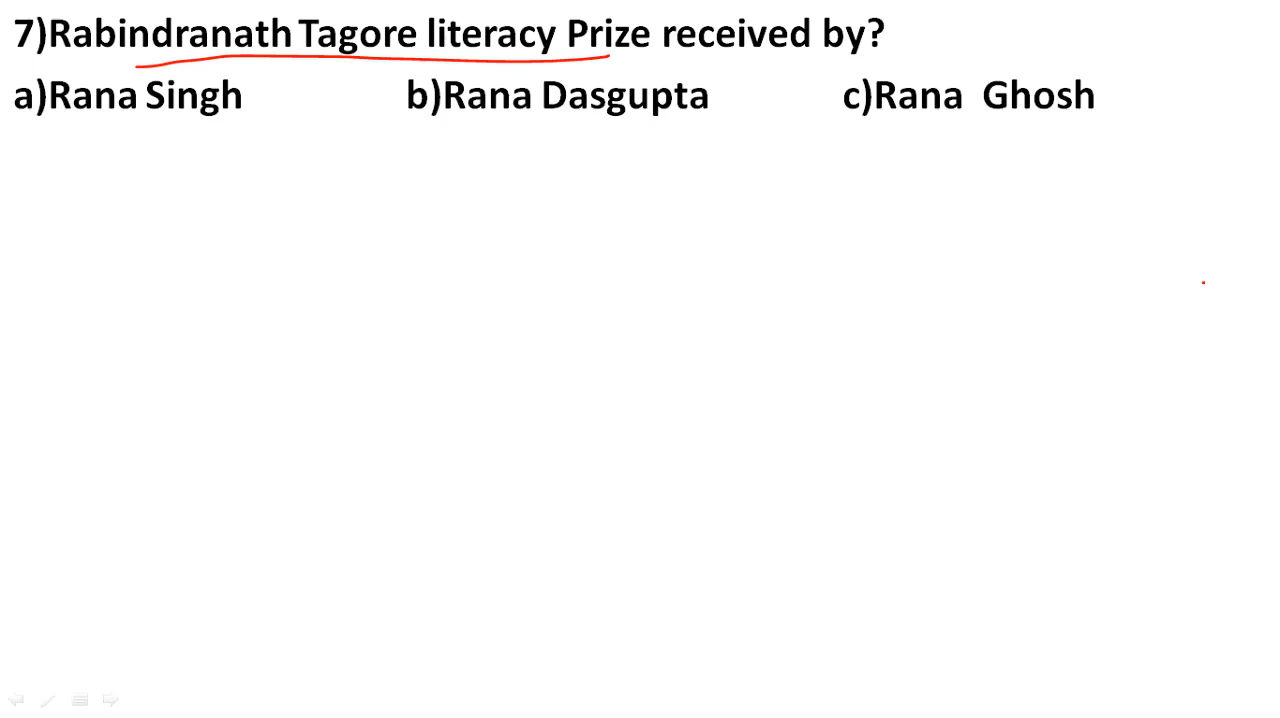 7)Rabindranath Tagore literacy Prize received by?
a)Rana Singh b)Rana Dasgupta c)Rana Ghosh